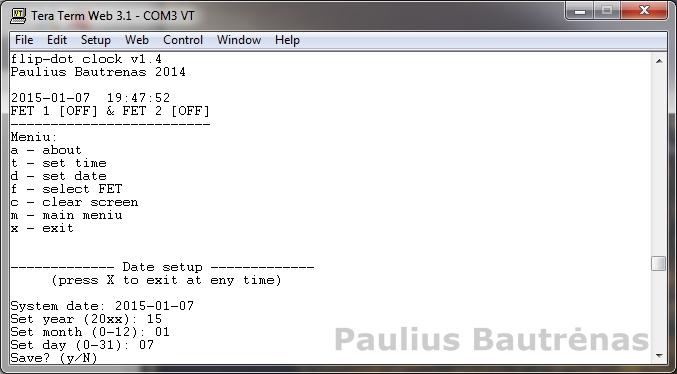 Tera Term Web 3.1 - COM3 VT
File Edit Setup Web Control Window Help
flip-dot clock v1.4
Paulius Bautrenas 2014
2015-01-07  19:47:52
FET 1 [OFF] & FET 2 [OFF]
-------------------------
Meniu:
a - about
t - set time
d - set date
f - select FET
c - clear screen
m - main meniu
x - exit
------------- Date setup -------------
(press X to exit at eny time)
System date: 2015-01-07
Set year (20xx): 15
Set month (0-12): 01
Set day (0-31): 07
Save? (y/N)
Paulius Bautrėnas